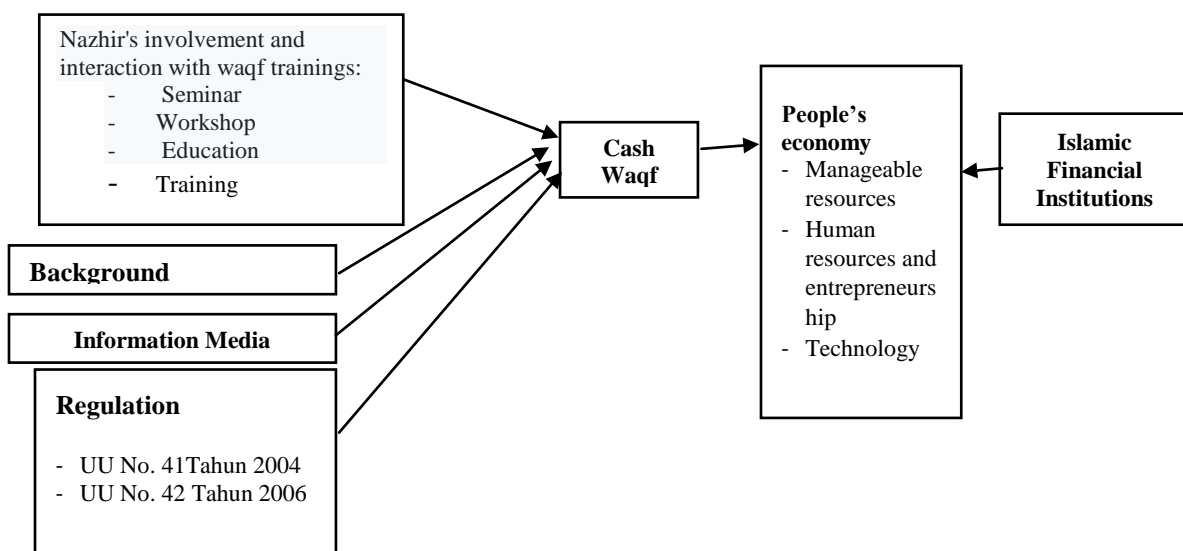 Nazhir's involvement and
interaction with waqf trainings:
- Seminar
- Workshop
- Education
- Training
Background
Information Media
Regulation
- UU No. 41Tahun 2004
- UU No. 42 Tahun 2006
Cash
Waqf
People’s
economy
- Manageable
resources
- Human
resources and
entrepreneurs
hip
- Technology
Islamic
Financial
Institutions